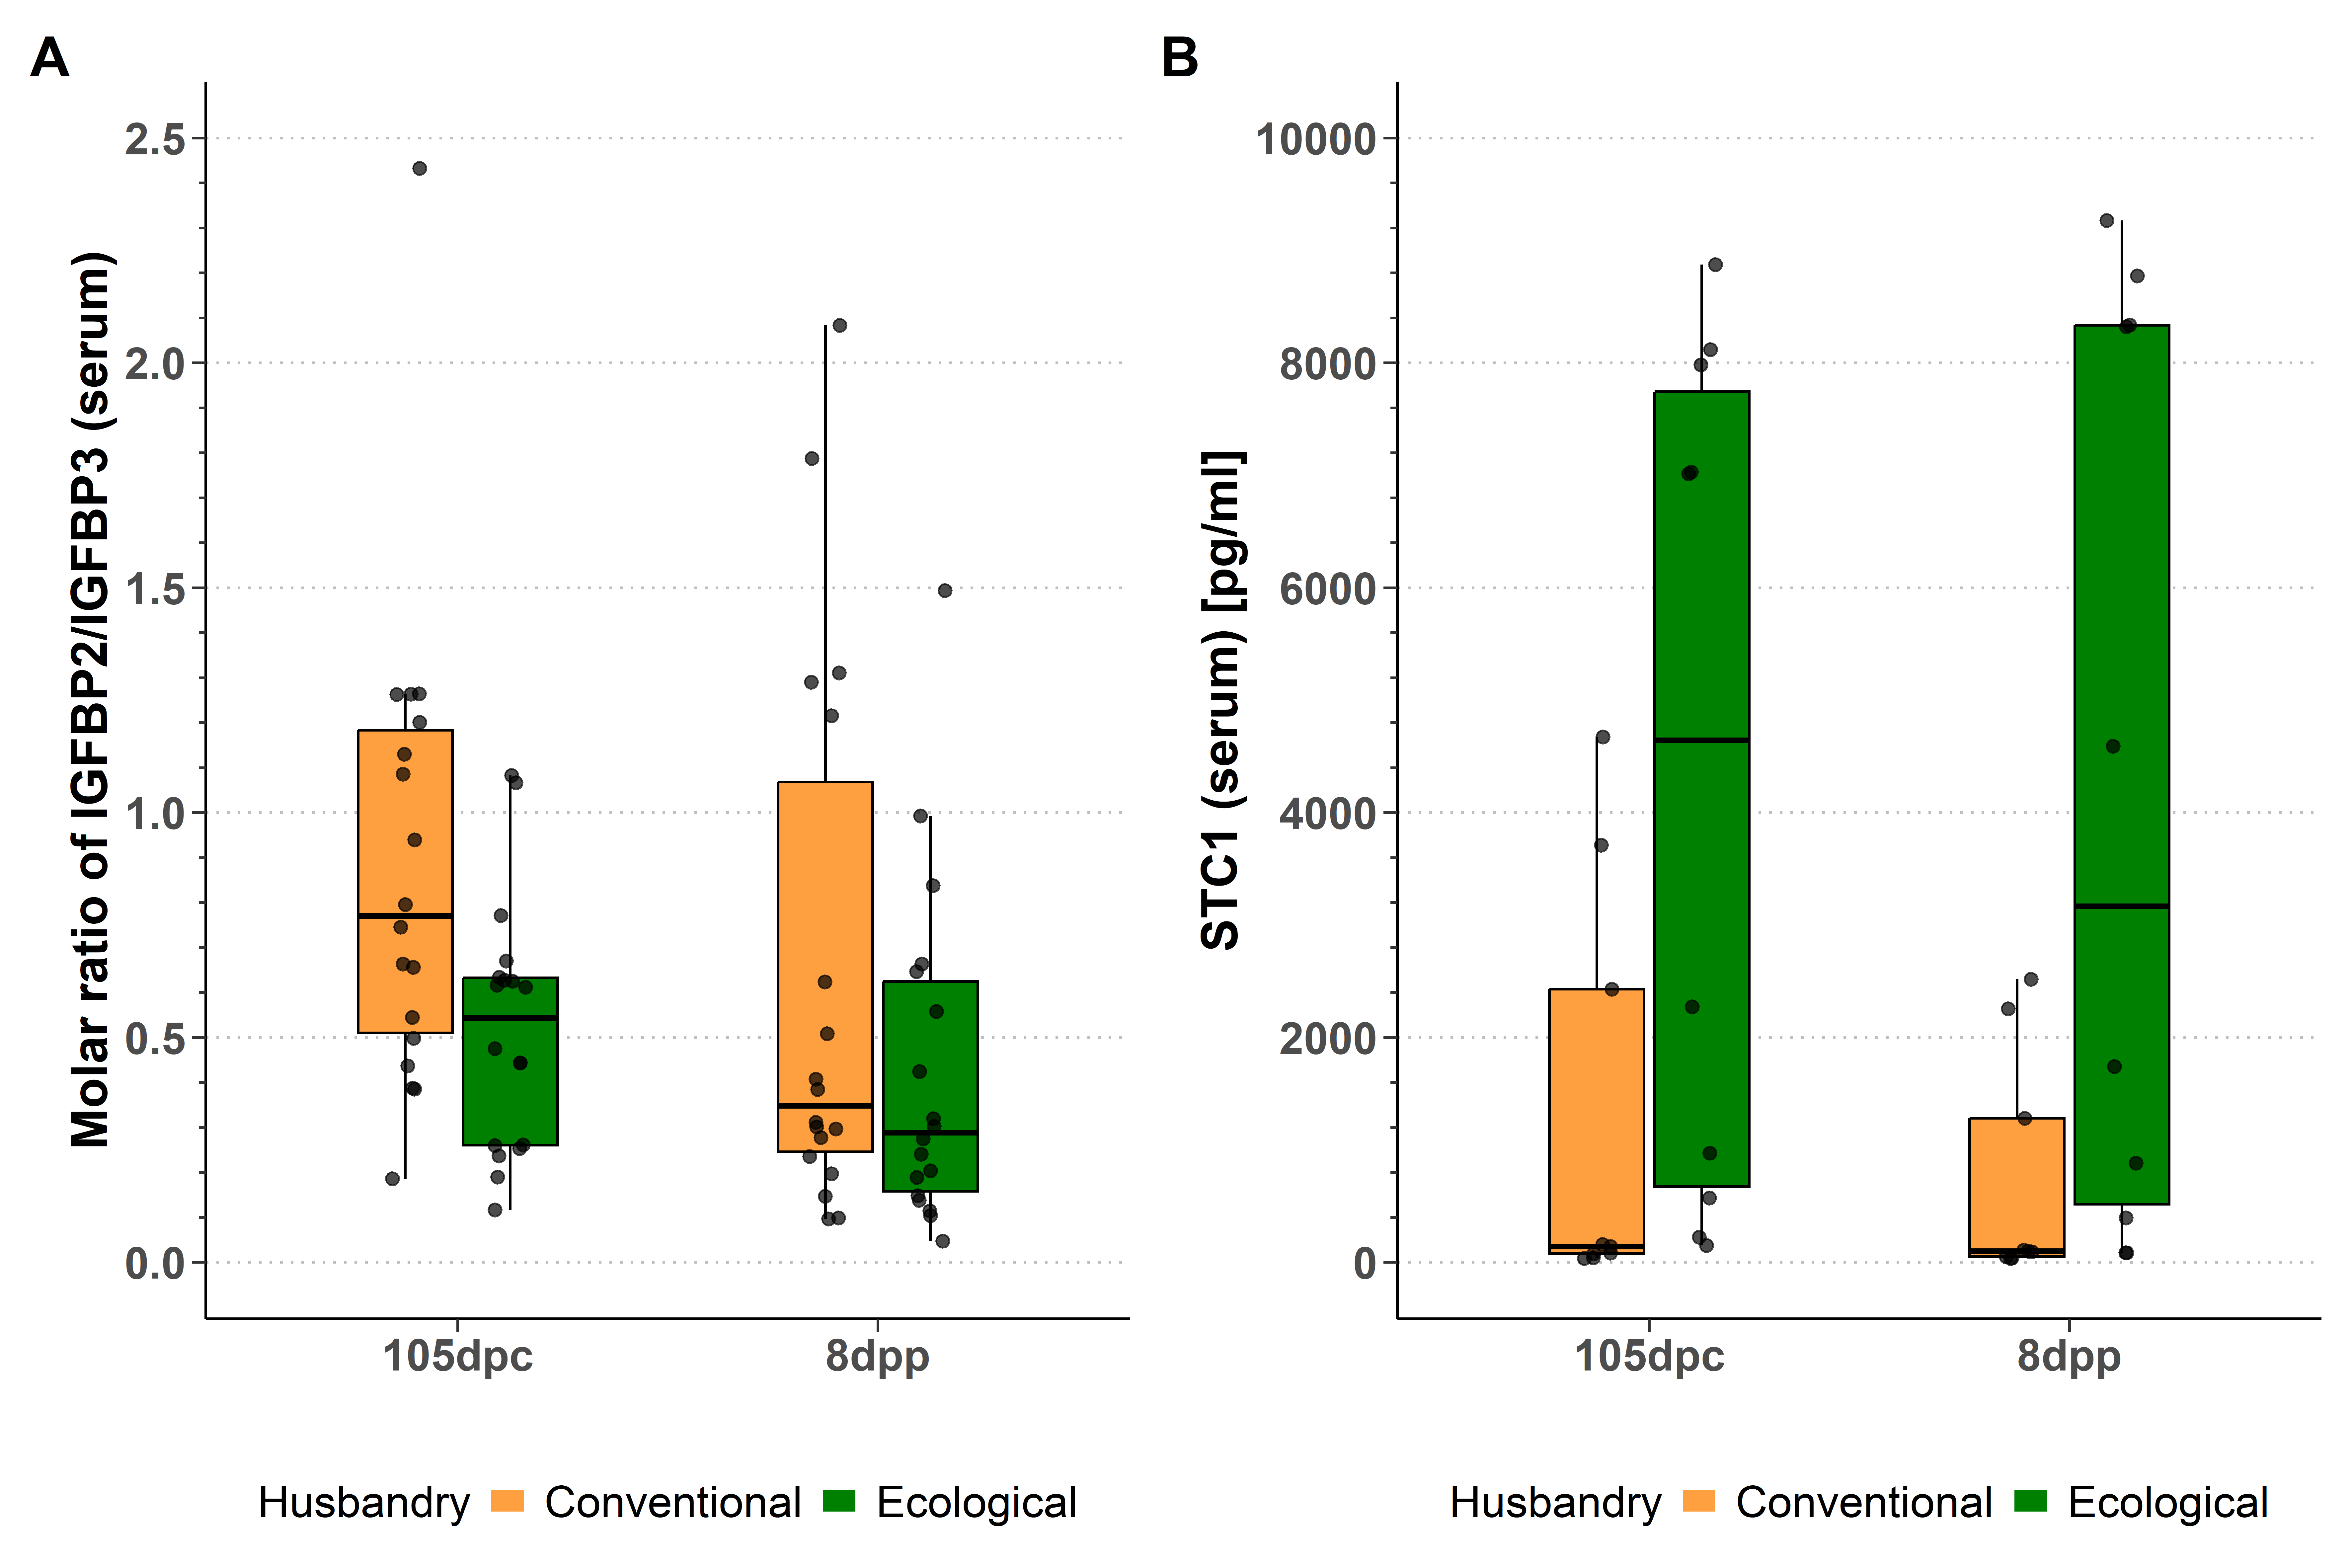 A
Molar ratio of IGFBP2/IGFBP3 (serum)
2.5
2.0
1.5
1.0
0.5
0.0
105dpc 8dpp
Husbandry Conventional Ecological
B
STC1 (serum) [pg/ml]
10000
8000
6000
4000
2000
0
105dpc 8dpp
Husbandry Conventional Ecological